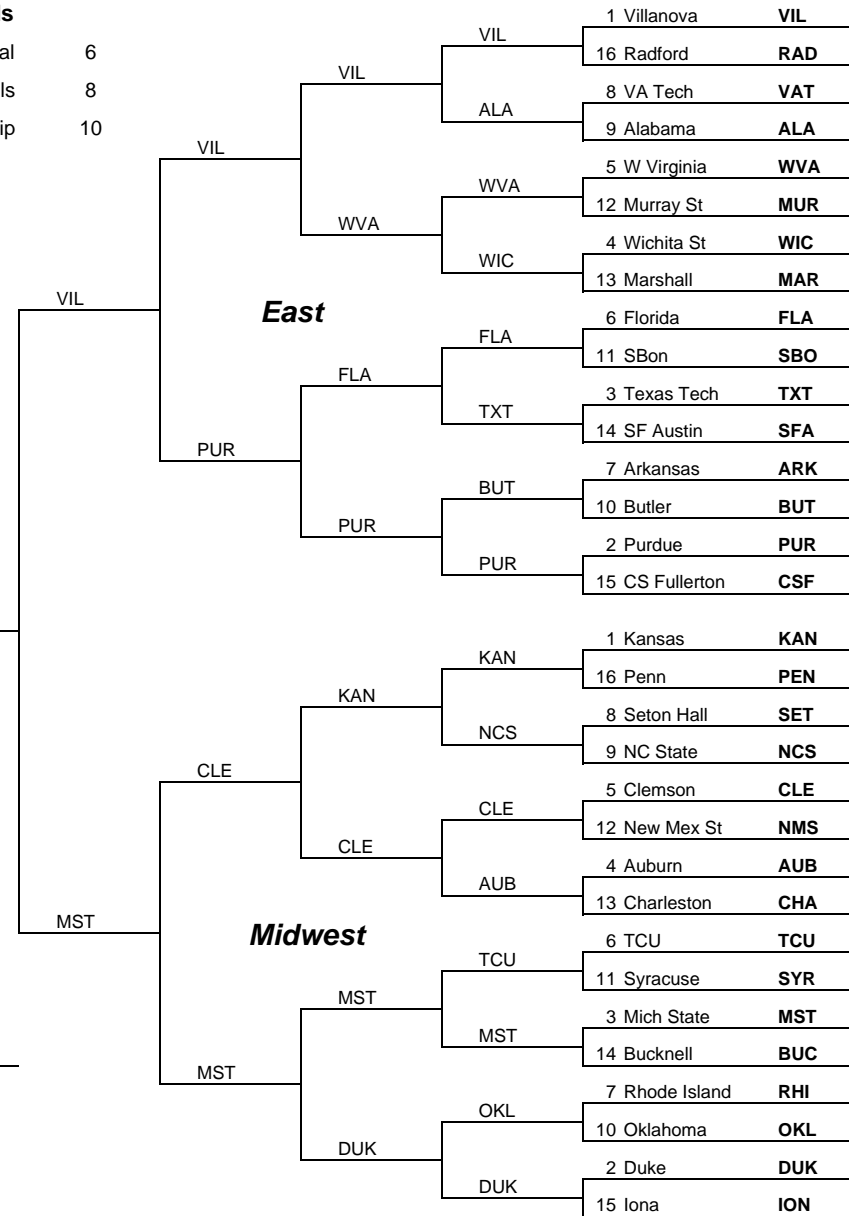 ls
al 6
ls 8
ip 10
1 Villanova VIL
VIL
16 Radford RAD
VIL
8 VA Tech VAT
ALA
9 Alabama ALA
VIL
5 W Virginia WVA
WVA
12 Murray St MUR
WVA
4 Wichita St WIC
WIC
13 Marshall MAR
VIL
East
6 Florida FLA
FLA
11 SBon SBO
FLA
3 Texas Tech TXT
TXT
14 SF Austin SFA
PUR
7 Arkansas ARK
BUT
10 Butler BUT
PUR
2 Purdue PUR
PUR
15 CS Fullerton CSF
1 Kansas KAN
KAN
16 Penn PEN
KAN
8 Seton Hall SET
NCS
9 NC State NCS
CLE
5 Clemson CLE
CLE
12 New Mex St NMS
CLE
4 Auburn AUB
AUB
13 Charleston CHA
MST
Midwest
6 TCU TCU
TCU
11 Syracuse SYR
MST
3 Mich State MST
MST
14 Bucknell BUC
MST
7 Rhode Island RHI
OKL
10 Oklahoma OKL
DUK
2 Duke DUK
DUK
15 Iona ION